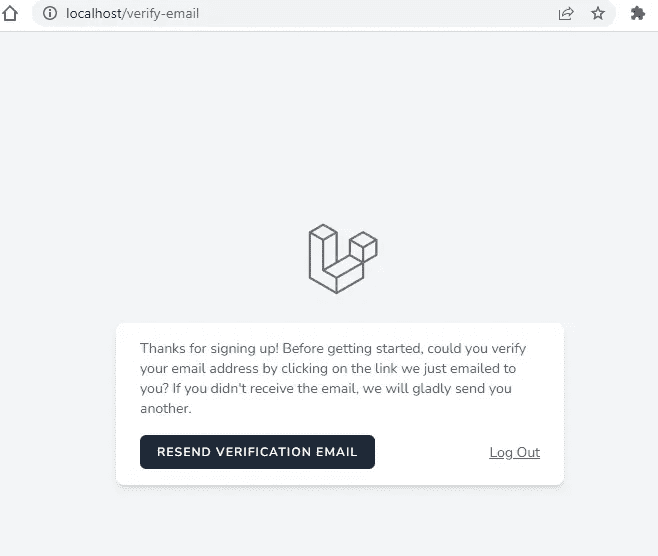 localhost/verify-email
Thanks for signing up! Before getting started, could you verify
your email address by clicking on the link we just emailed to
you? If you didn't receive the email, we will gladly send you
another.
RESEND VERIFICATION EMAIL
Log Out